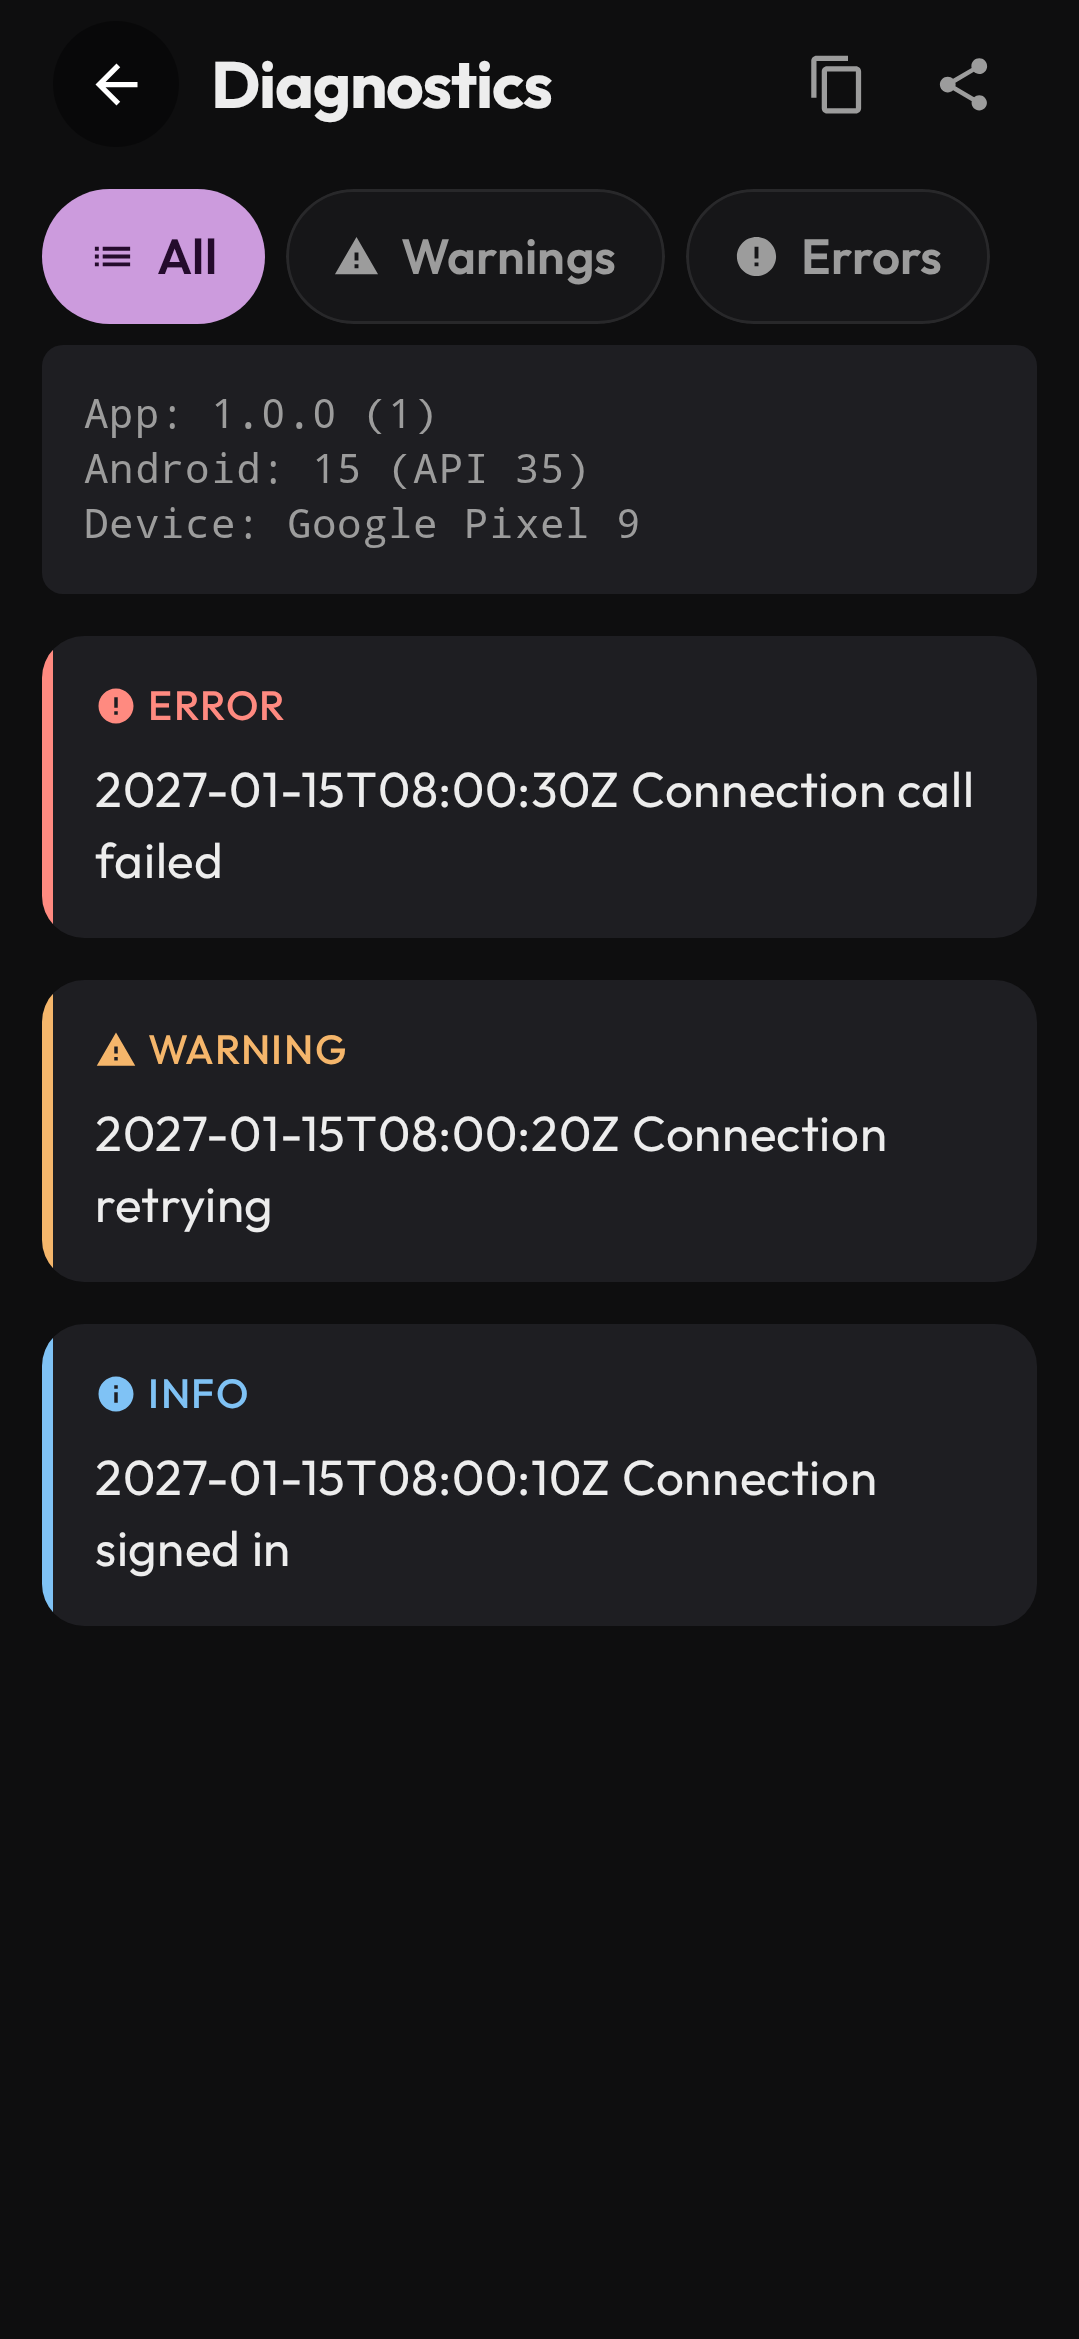 Diagnostics
All
Warnings
Errors
App: 1.0.0 (1)
Android: 15 (API 35)
Device: Google Pixel 9
ERROR
2027-01-15T08:00:30Z Connection call
failed
WARNING
2027-01-15T08:00:20Z Connection
retrying
INFO
2027-01-15T08:00:10Z Connection
signed in